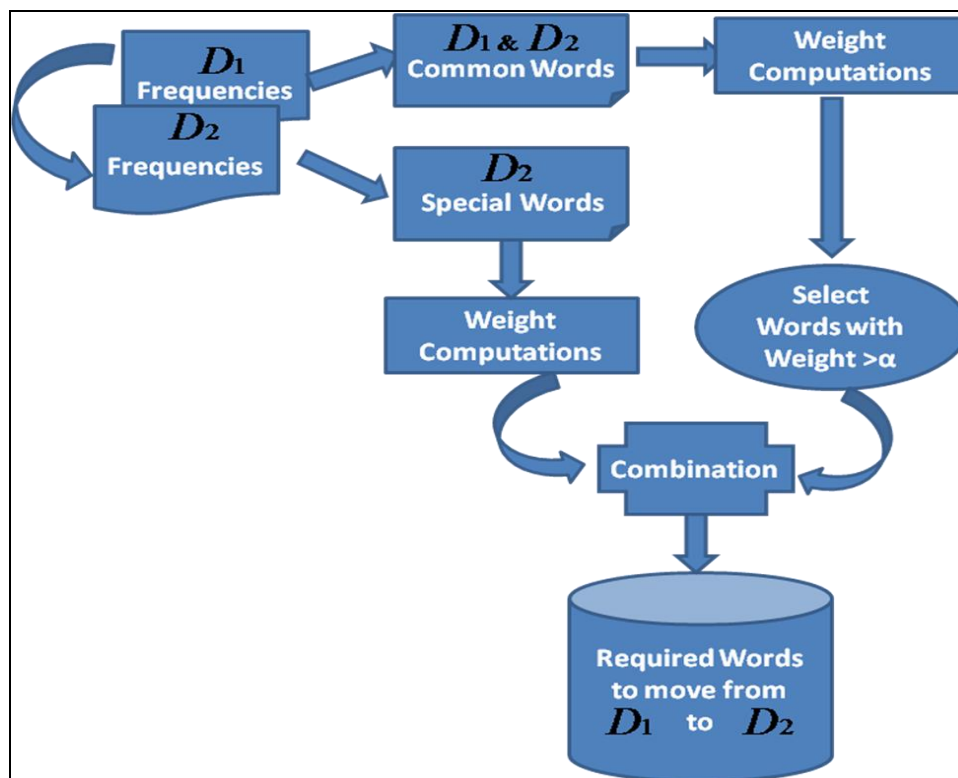 D₁
Frequencies
D₂
Frequencies
D₁ & D₂
Common Words
Weight
Computations
D₂
Special Words
Weight
Computations
Select
Words with
Weight >α
Combination
Required Words
to move from
D₁ to D₂